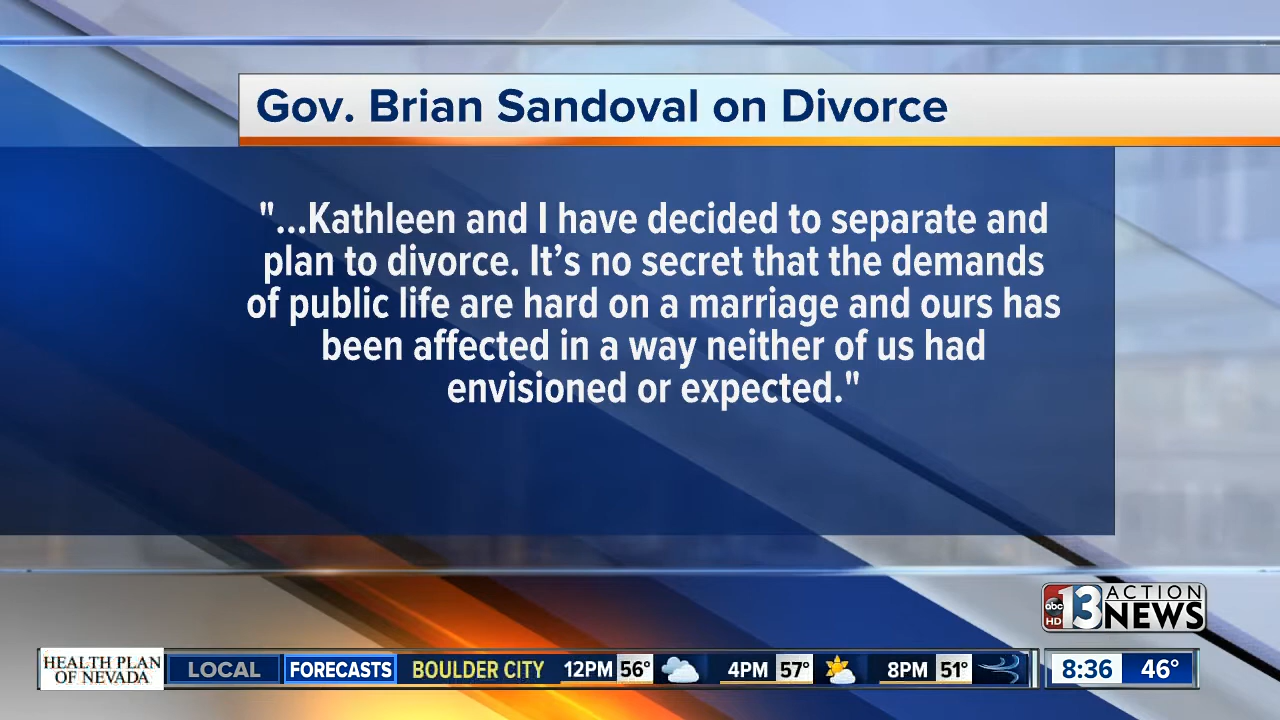 Gov. Brian Sandoval on Divorce
"...Kathleen and I have decided to separate and
plan to divorce. It’s no secret that the demands
of public life are hard on a marriage and ours has
been affected in a way neither of us had
envisioned or expected."
abc HD 13 ACTION NEWS
HEALTH PLAN
OF NEVADA
LOCAL FORECASTS BOULDER CITY 12PM 56° 4PM 57° 8PM 51° 8:36 46°